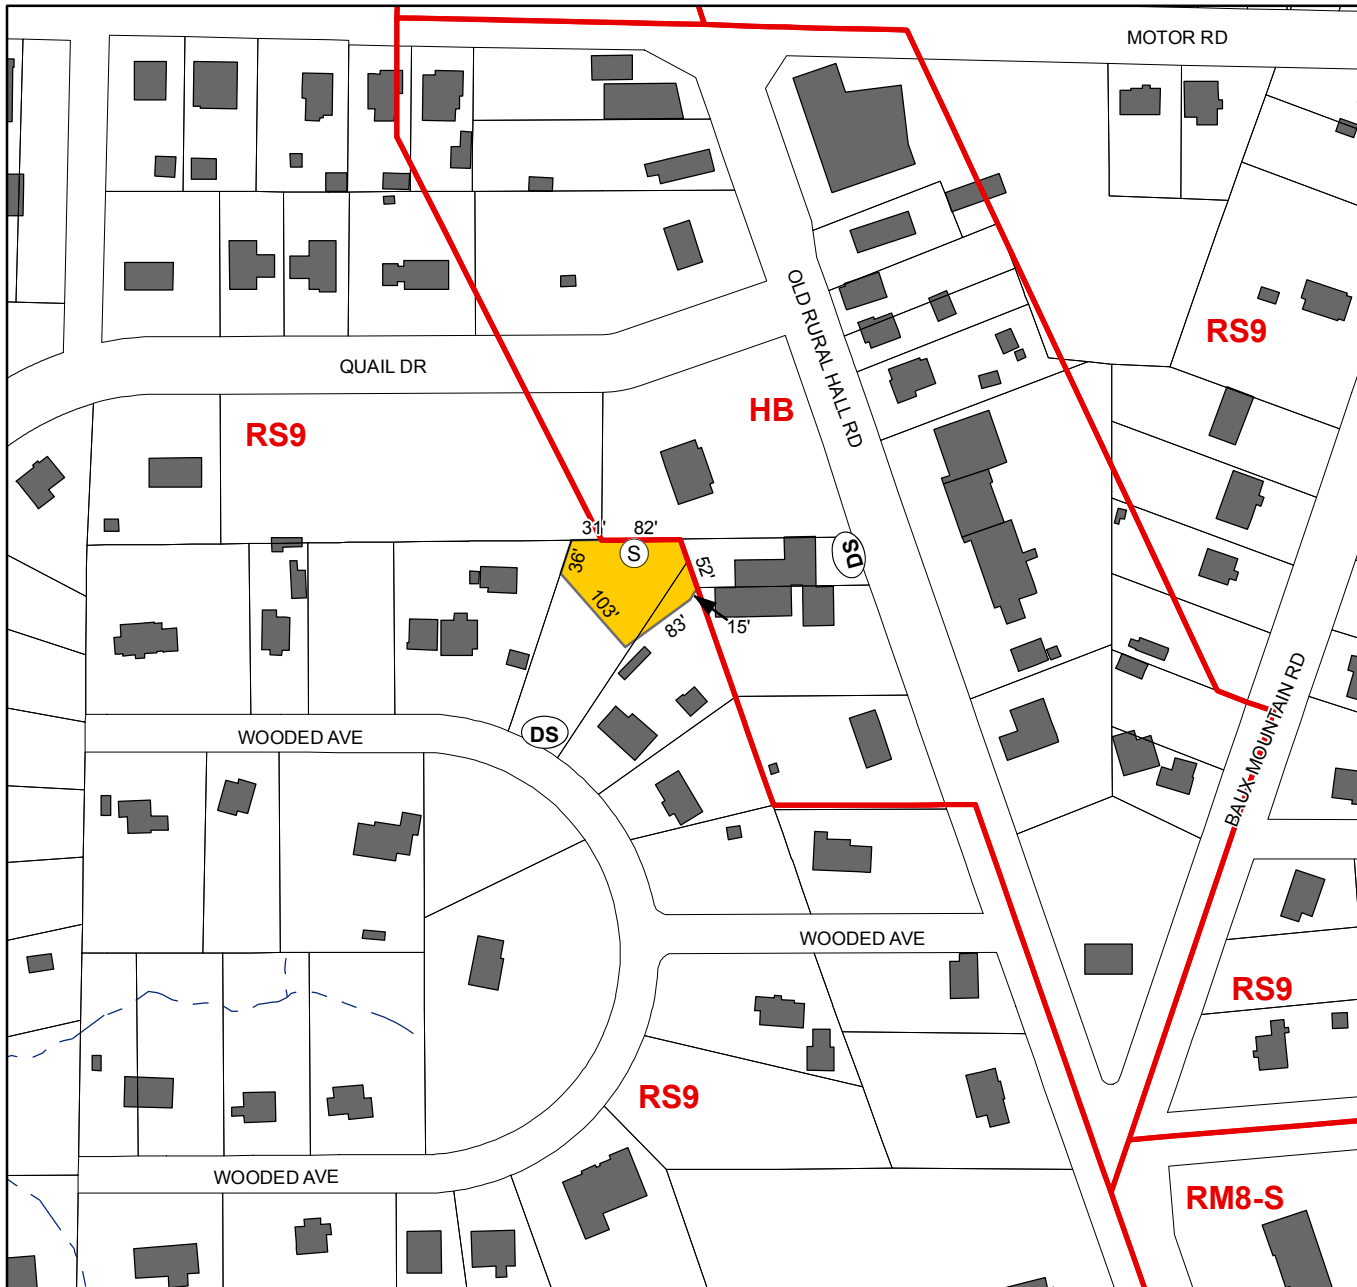 MOTOR RD
OLD RURAL HALL RD
RS9
QUAIL DR
HB
RS9
31'
82'
S
36'
52'
DS
103'
83'
15'
DS
WOODED AVE
BAUX-MOUNTAIN RD
WOODED AVE
RS9
RS9
WOODED AVE
RM8-S